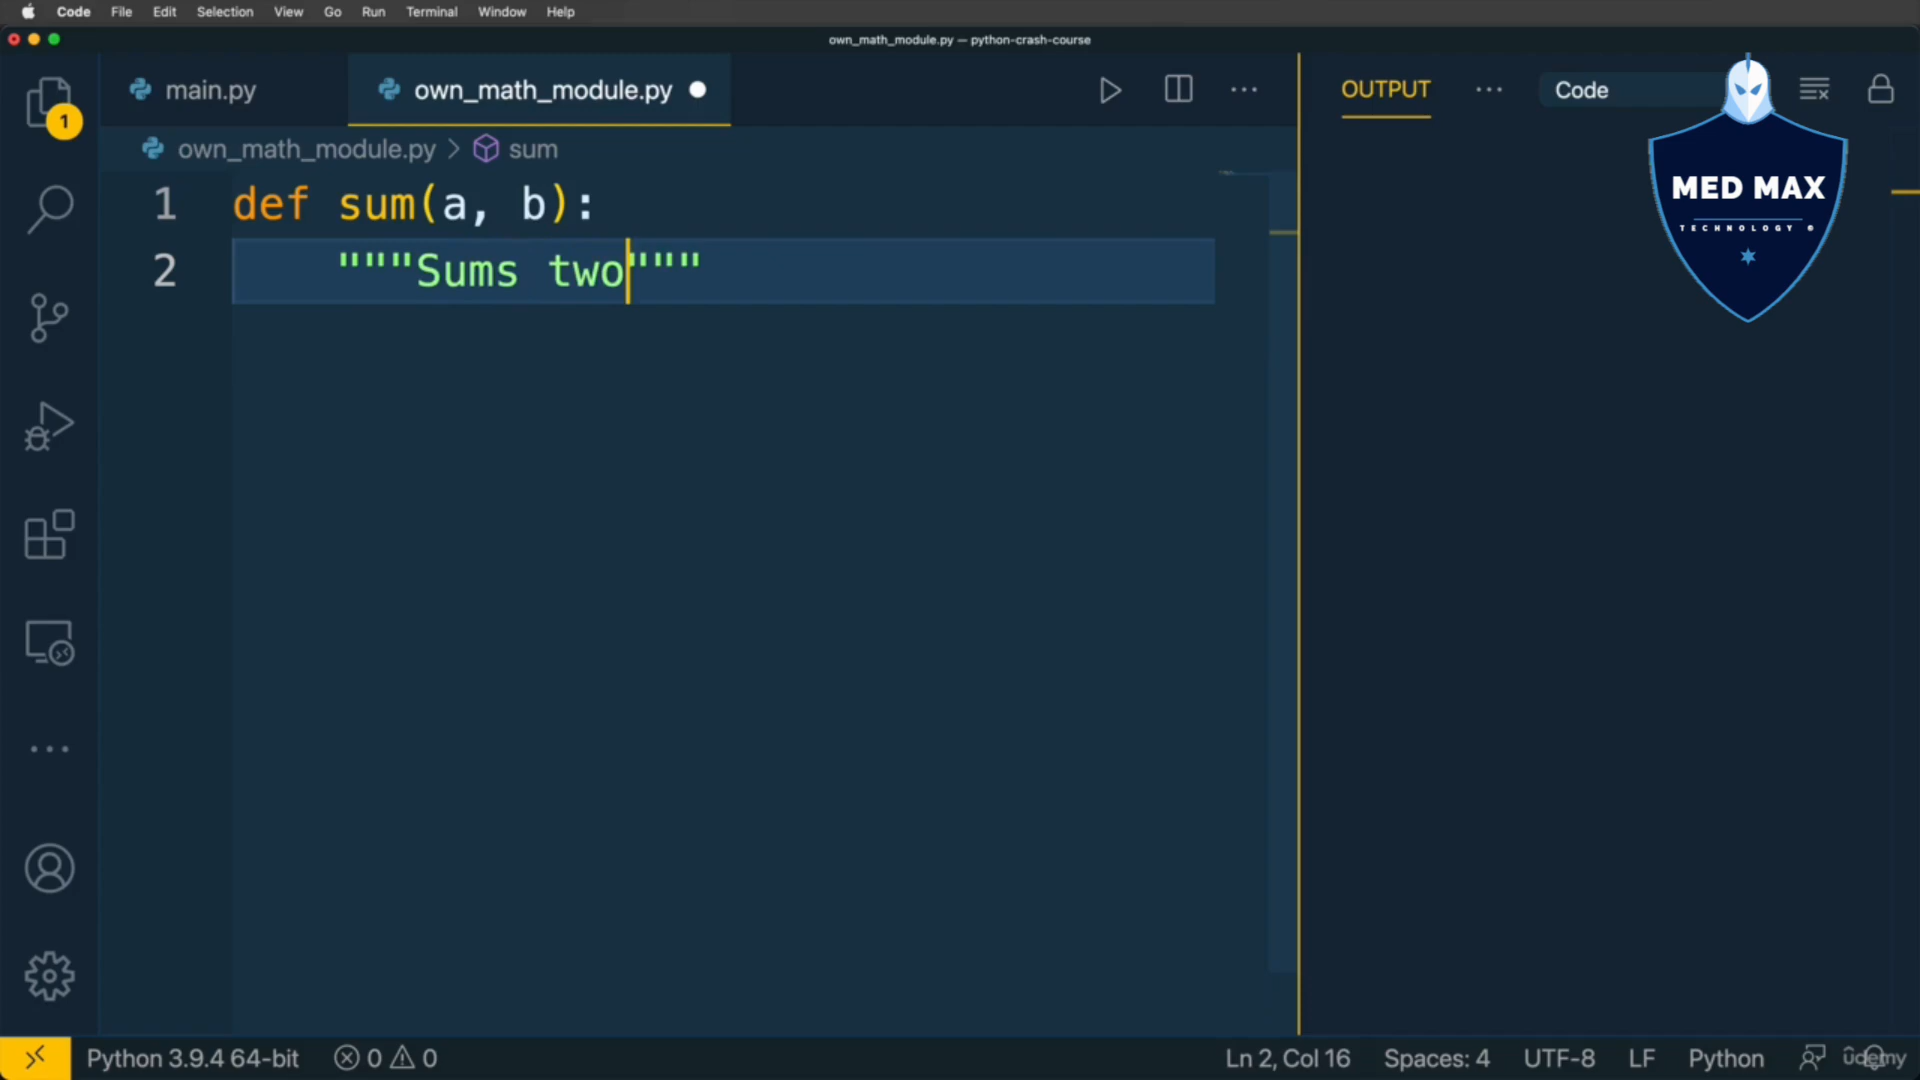 Code File Edit Selection View Go Run Terminal Window Help
own_math_module.py — python-crash-course
main.py
own_math_module.py
OUTPUT
Code
1
own_math_module.py > sum
1 def sum(a, b):
2 """Sums two"""
MED MAX
TECHNOLOGY ®
Python 3.9.4 64-bit 0 0
Ln 2, Col 16 Spaces: 4 UTF-8 LF Python
ûdemy